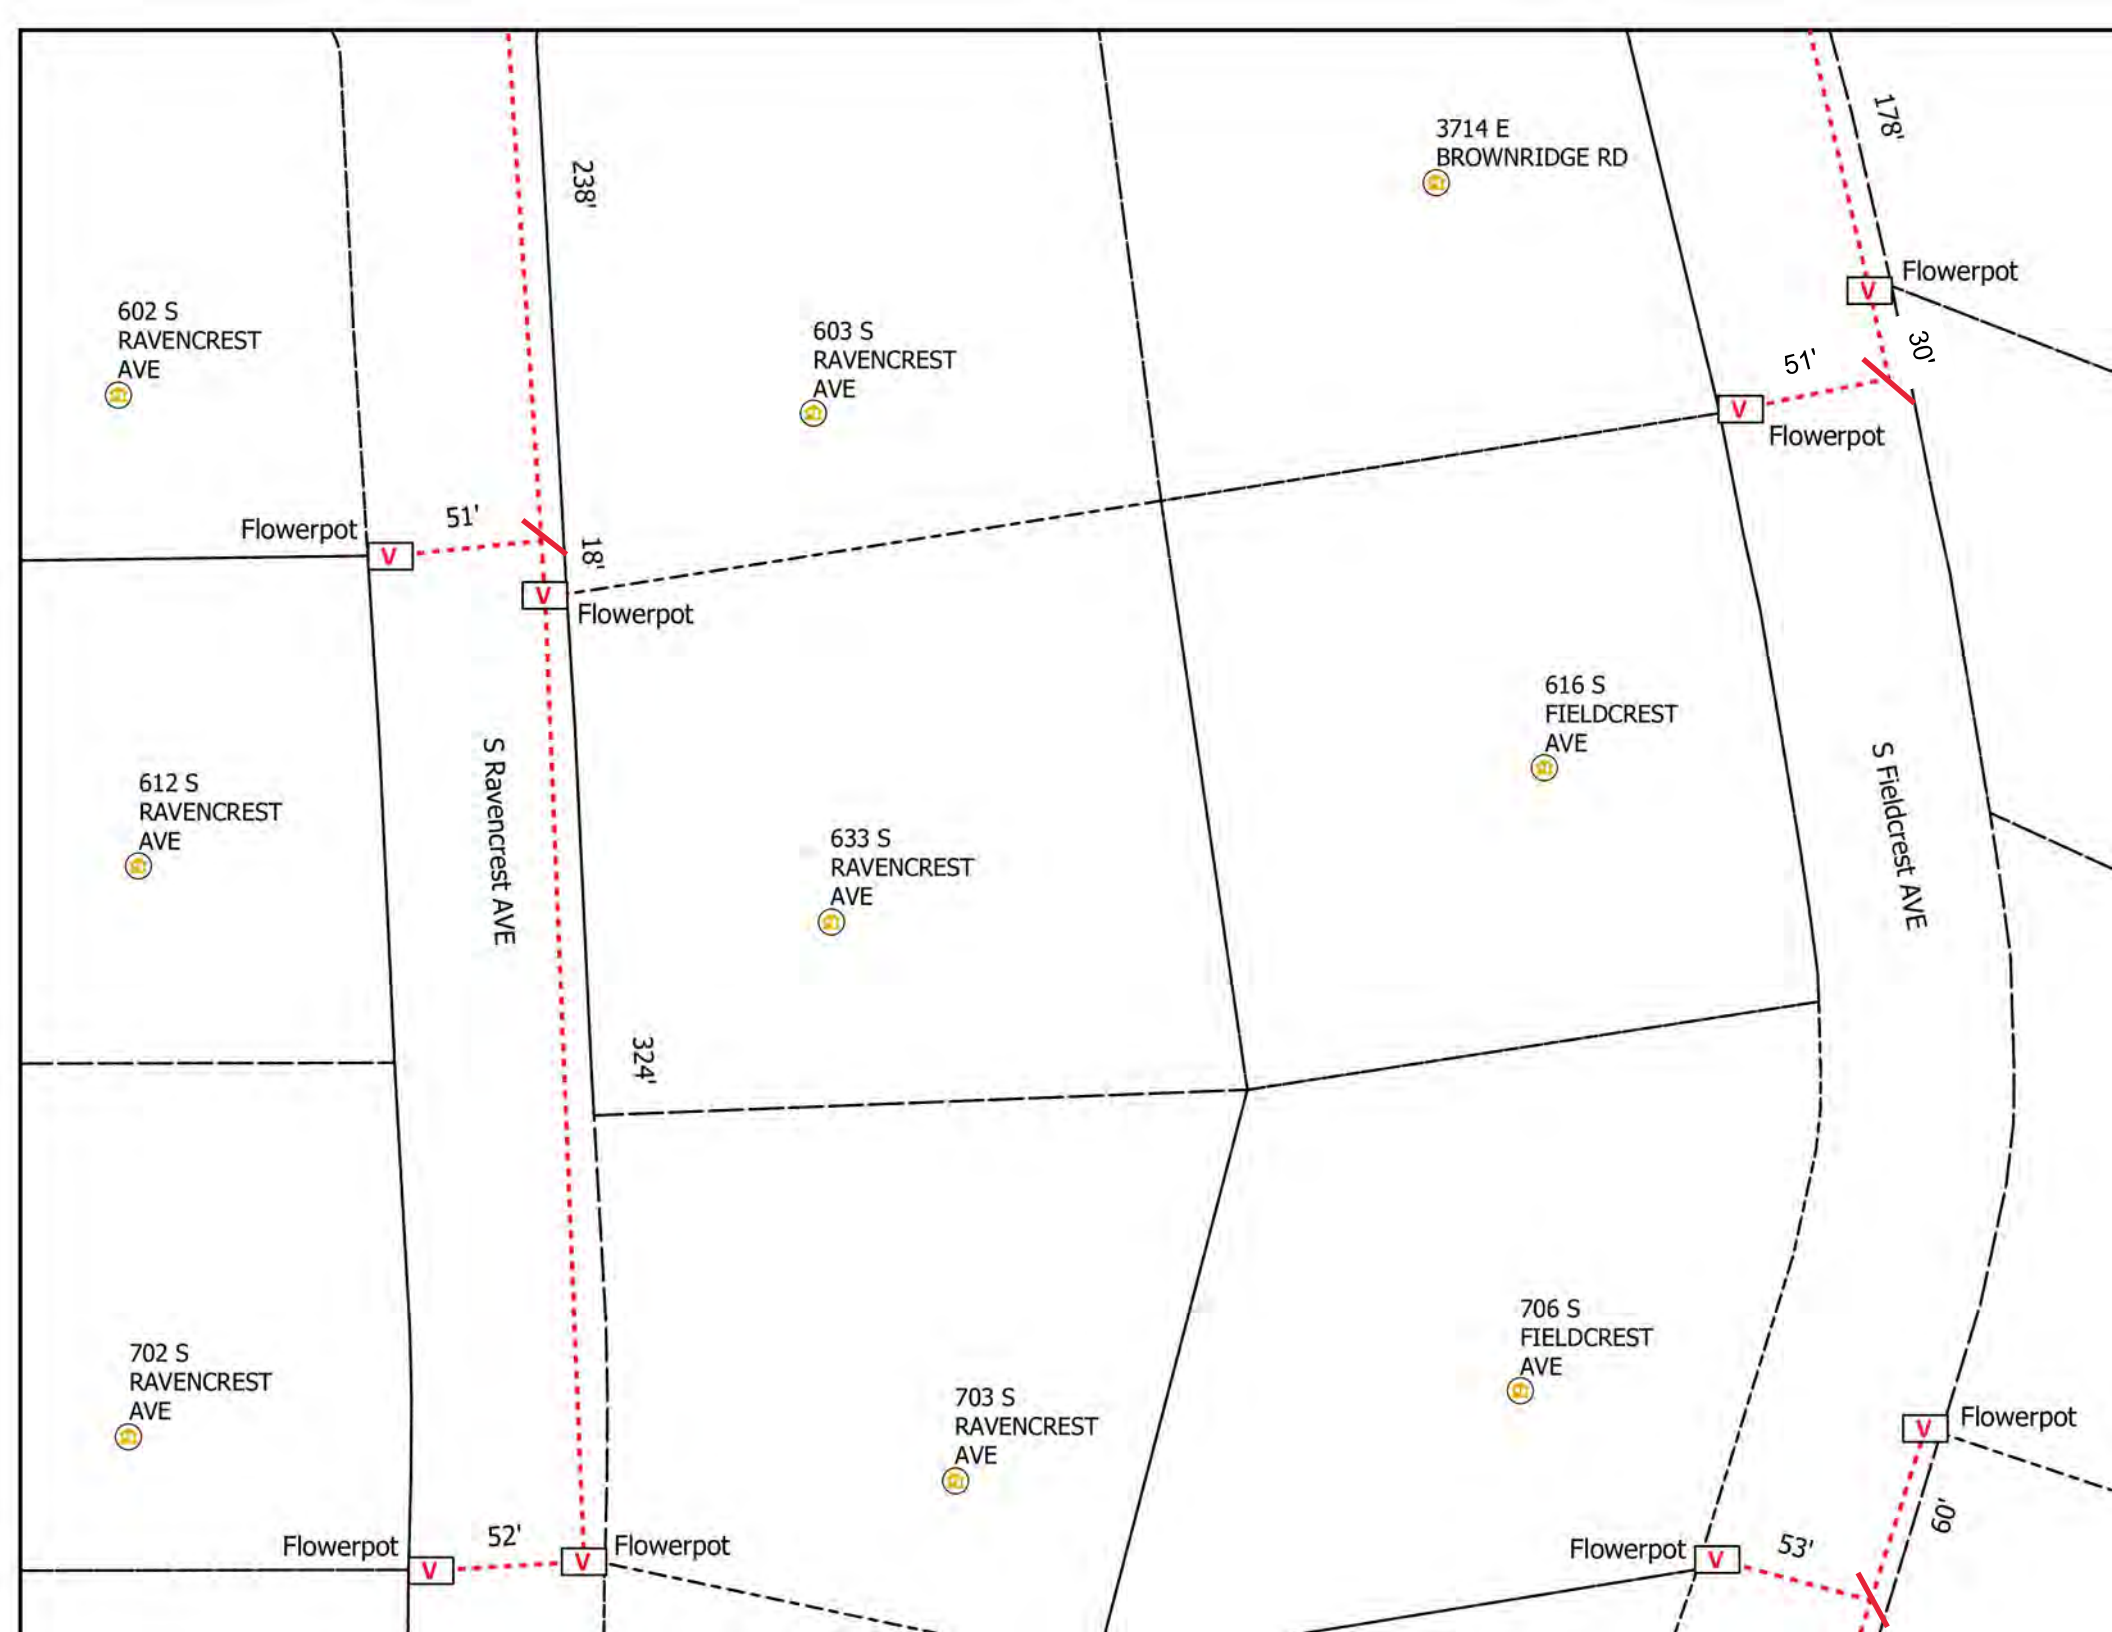 178'
3714 E
BROWNRIDGE RD
238'
Flowerpot
V
602 S
RAVENCREST
AVE
603 S
RAVENCREST
AVE
30'
51'
V
Flowerpot
51'
Flowerpot
V
18'
V
Flowerpot
616 S
FIELDCREST
AVE
S Ravencrest AVE
S Fieldcrest AVE
612 S
RAVENCREST
AVE
633 S
RAVENCREST
AVE
324'
706 S
FIELDCREST
AVE
702 S
RAVENCREST
AVE
703 S
RAVENCREST
AVE
Flowerpot
V
60'
52'
Flowerpot
V
V
Flowerpot
53'
Flowerpot
V